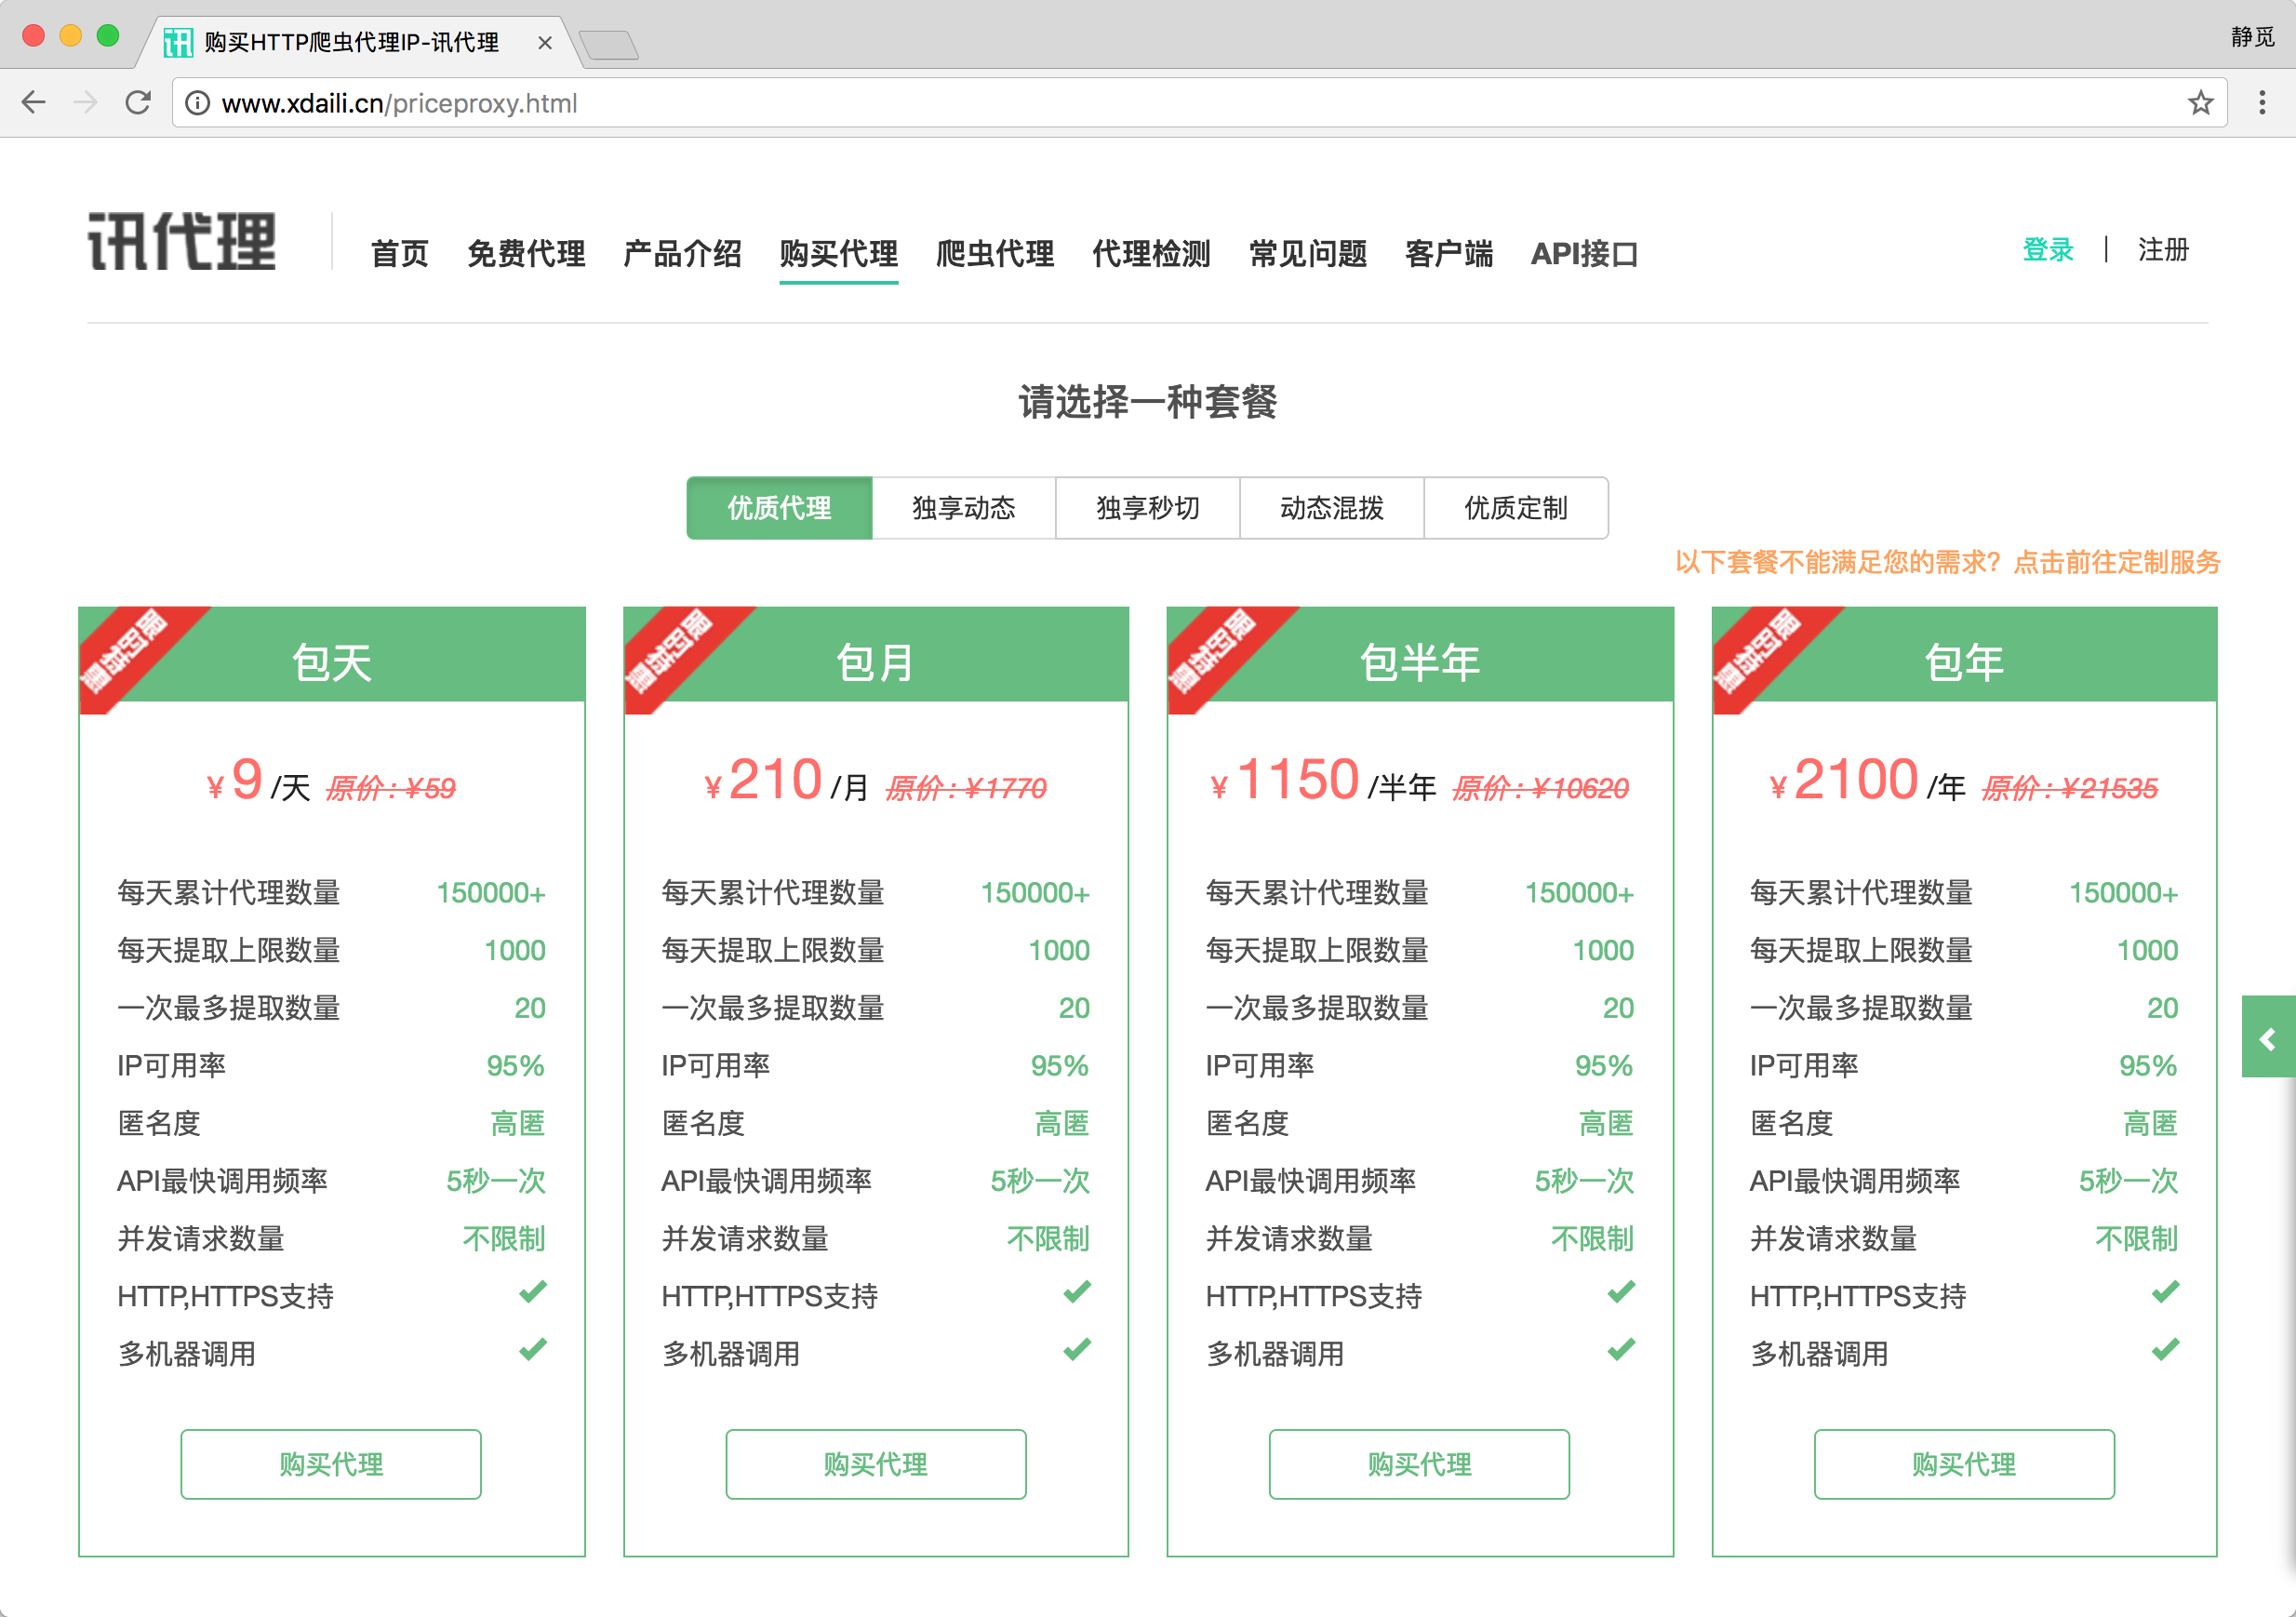 购买HTTP爬虫代理IP-讯代理
静觅
www.xdaili.cn/priceproxy.html
讯代理
首页 免费代理 产品介绍 购买代理 爬虫代理 代理检测 常见问题 客户端 API接口
登录 | 注册
请选择一种套餐
优质代理 独享动态 独享秒切 动态混拨 优质定制
以下套餐不能满足您的需求？点击前往定制服务
包天
¥9/天 原价:¥59
每天累计代理数量 150000+
每天提取上限数量 1000
一次最多提取数量 20
IP可用率 95%
匿名度 高匿
API最快调用频率 5秒一次
并发请求数量 不限制
HTTP,HTTPS支持
多机器调用
购买代理
包月
¥210/月 原价:¥1770
每天累计代理数量 150000+
每天提取上限数量 1000
一次最多提取数量 20
IP可用率 95%
匿名度 高匿
API最快调用频率 5秒一次
并发请求数量 不限制
HTTP,HTTPS支持
多机器调用
购买代理
包半年
¥1150/半年 原价:¥10620
每天累计代理数量 150000+
每天提取上限数量 1000
一次最多提取数量 20
IP可用率 95%
匿名度 高匿
API最快调用频率 5秒一次
并发请求数量 不限制
HTTP,HTTPS支持
多机器调用
购买代理
包年
¥2100/年 原价:¥21535
每天累计代理数量 150000+
每天提取上限数量 1000
一次最多提取数量 20
IP可用率 95%
匿名度 高匿
API最快调用频率 5秒一次
并发请求数量 不限制
HTTP,HTTPS支持
多机器调用
购买代理